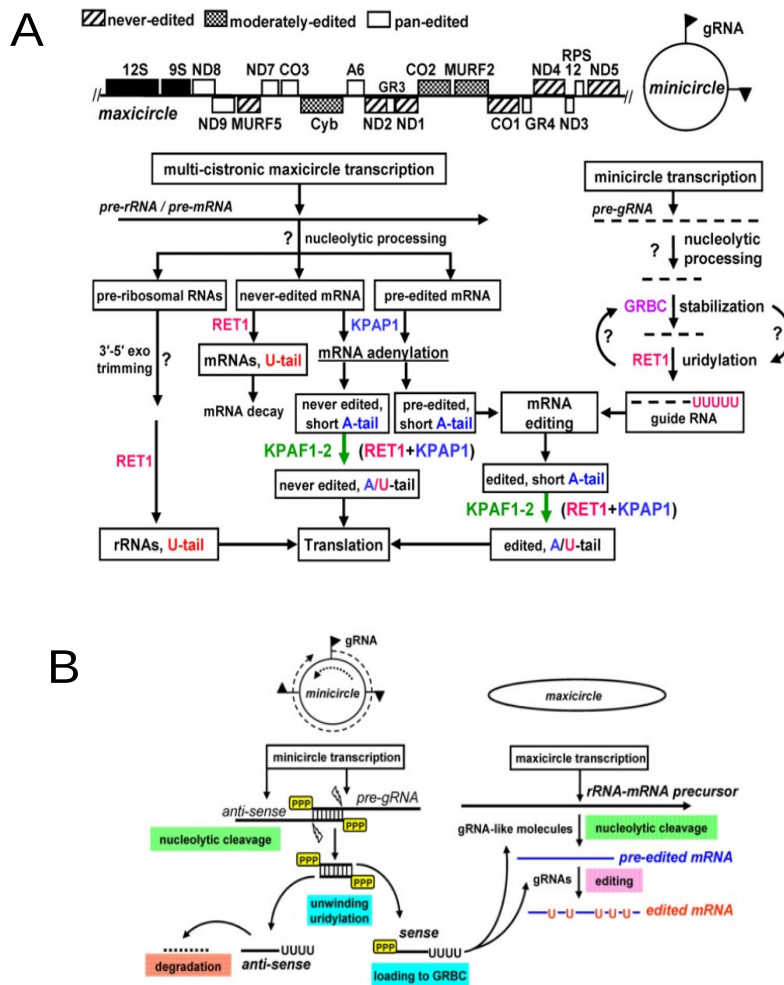 A
never-edited
moderately-edited
pan-edited
12S 9S ND8 ND7 CO3 A6 GR3 CO2 MURF2 ND4 RPS 12 ND5
maxicircle
ND9 MURF5 Cyb ND2 ND1 CO1 GR4 ND3
gRNA
minicircle
multi-cistronic maxicircle transcription
pre-rRNA / pre-mRNA
? nucleolytic processing
pre-ribosomal RNAs
never-edited mRNA
pre-edited mRNA
RET1
KPAP1
3'-5' exo
trimming
?
mRNAs, U-tail
mRNA adenylation
mRNA decay
never edited,
short A-tail
pre-edited,
short A-tail
mRNA
editing
KPAF1-2 (RET1+KPAP1)
RET1
never edited, A/U-tail
edited, short A-tail
KPAF1-2 (RET1+KPAP1)
rRNAs, U-tail
Translation
edited, A/U-tail
minicircle transcription
pre-gRNA
? nucleolytic
processing
GRBC stabilization
?
?
RET1 uridylation
UUUUU
guide RNA
B
gRNA
minicircle
minicircle transcription
PPP
pre-gRNA
anti-sense
PPP
nucleolytic cleavage
PPP
PPP
unwinding
uridylation
sense
PPP
UUUU
loading to GRBC
UUUU
anti-sense
degradation
maxicircle
maxicircle transcription
rRNA-mRNA precursor
gRNA-like molecules
nucleolytic cleavage
pre-edited mRNA
gRNAs
editing
U U U U U
edited mRNA